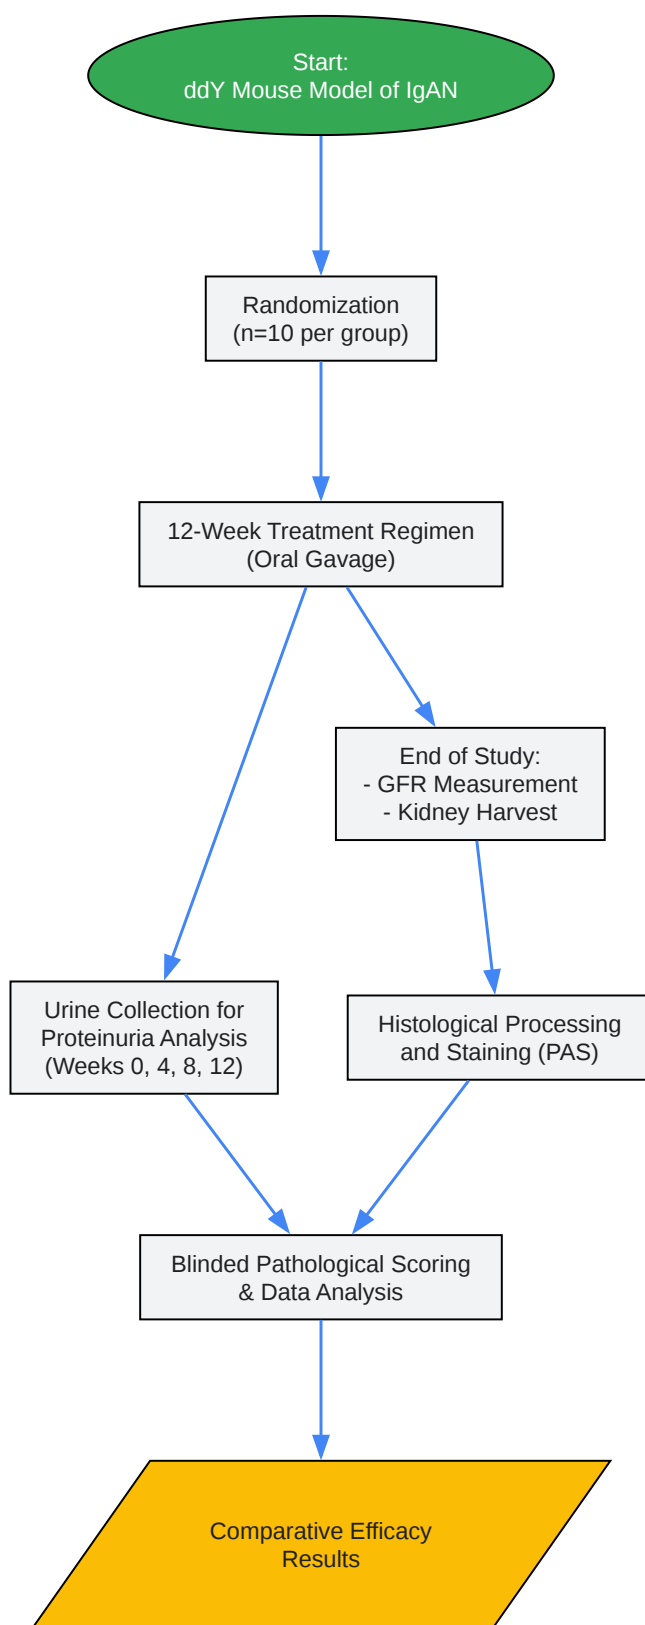 Start:
ddY Mouse Model of IgAN
Randomization
(n=10 per group)
12-Week Treatment Regimen
(Oral Gavage)
End of Study:
- GFR Measurement
- Kidney Harvest
Urine Collection for
Proteinuria Analysis
(Weeks 0, 4, 8, 12)
Histological Processing
and Staining (PAS)
Blinded Pathological Scoring
& Data Analysis
Comparative Efficacy
Results